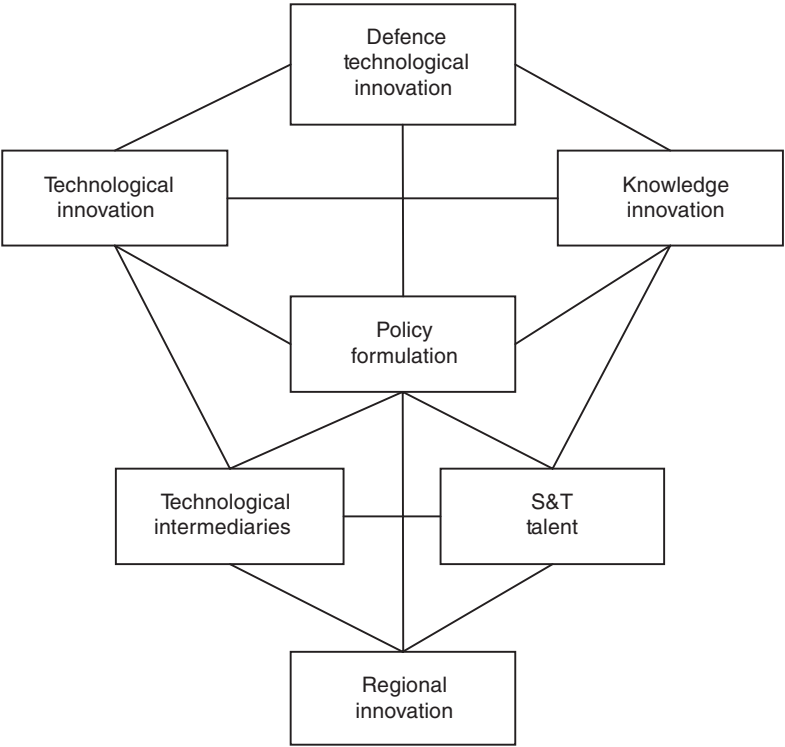 Defence
technological
innovation
Technological
innovation
Knowledge
innovation
Policy
formulation
Technological
intermediaries
S&T
talent
Regional
innovation